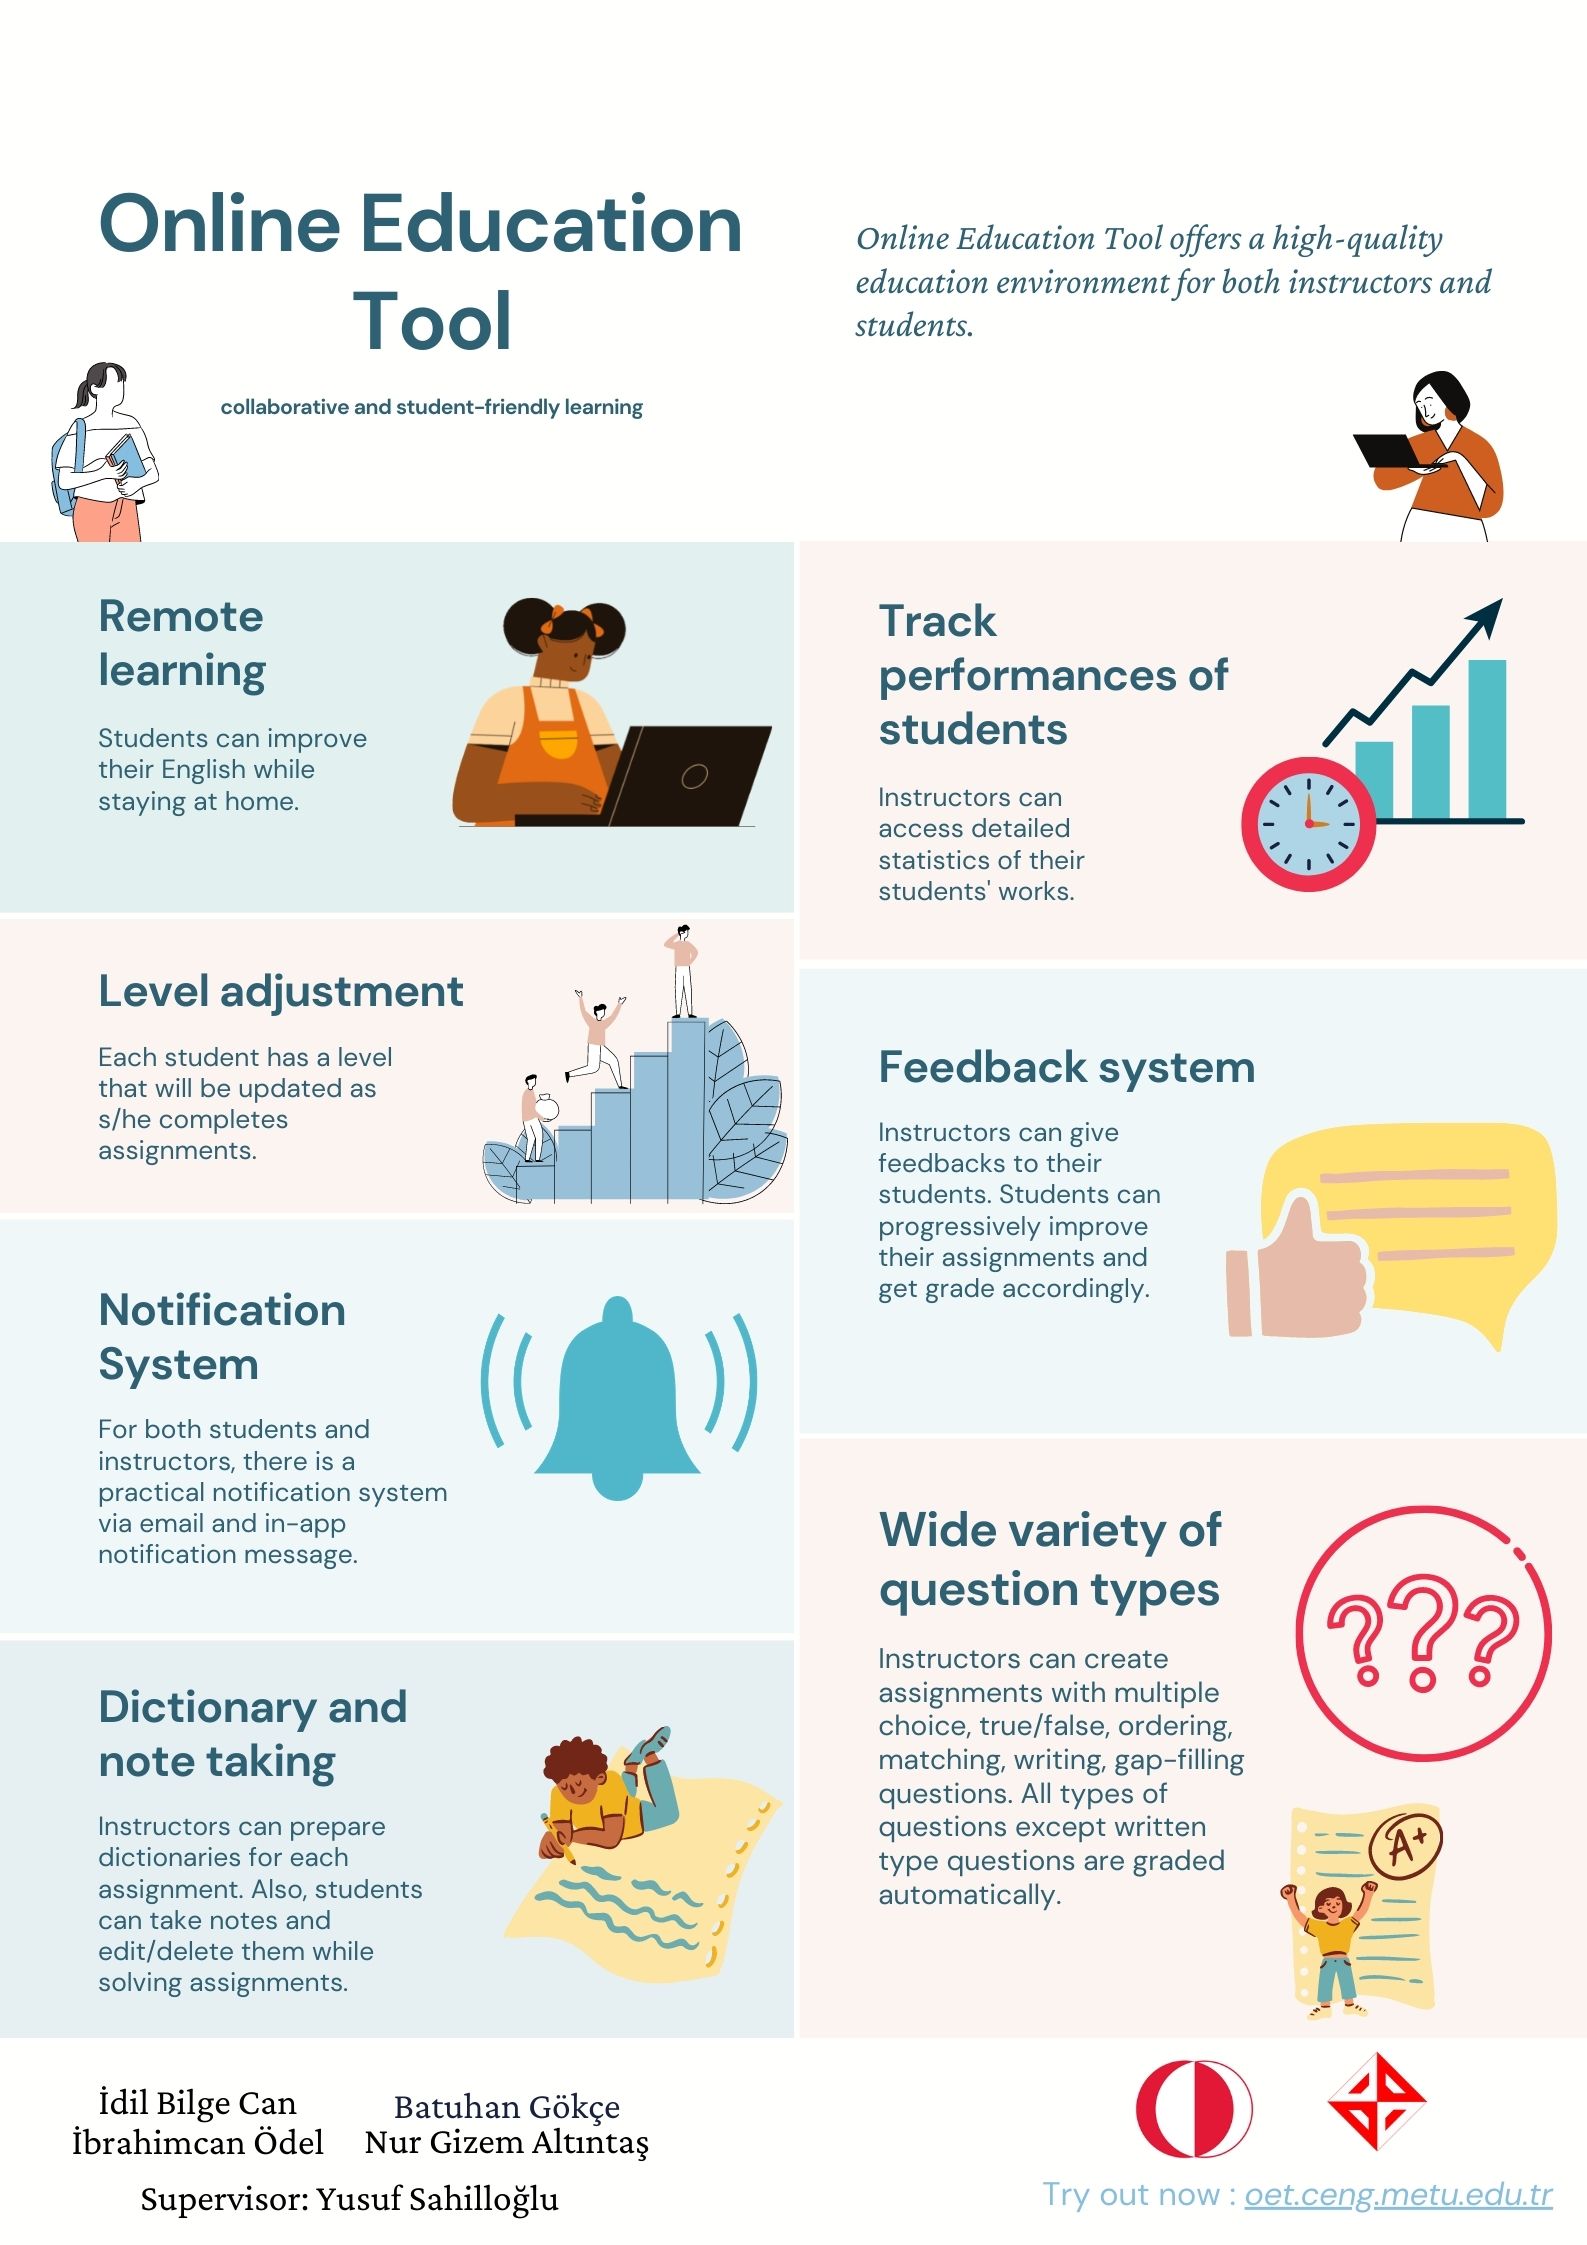 Online Education
Tool
collaborative and student-friendly learning
Online Education Tool offers a high-quality
education environment for both instructors and
students.
Remote
learning
Students can improve
their English while
staying at home.
Level adjustment
Each student has a level
that will be updated as
s/he completes
assignments.
Notification
System
For both students and
instructors, there is a
practical notification system
via email and in-app
notification message.
Dictionary and
note taking
Instructors can prepare
dictionaries for each
assignment. Also, students
can take notes and
edit/delete them while
solving assignments.
Track
performances of
students
Instructors can
access detailed
statistics of their
students' works.
Feedback system
Instructors can give
feedbacks to their
students. Students can
progressively improve
their assignments and
get grade accordingly.
Wide variety of
question types
Instructors can create
assignments with multiple
choice, true/false, ordering,
matching, writing, gap-filling
questions. All types of
questions except written
type questions are graded
automatically.
???
A+
İdil Bilge Can
İbrahimcan Ödel
Batuhan Gökçe
Nur Gizem Altıntaş
Supervisor: Yusuf Sahilloğlu
Try out now : oet.ceng.metu.edu.tr